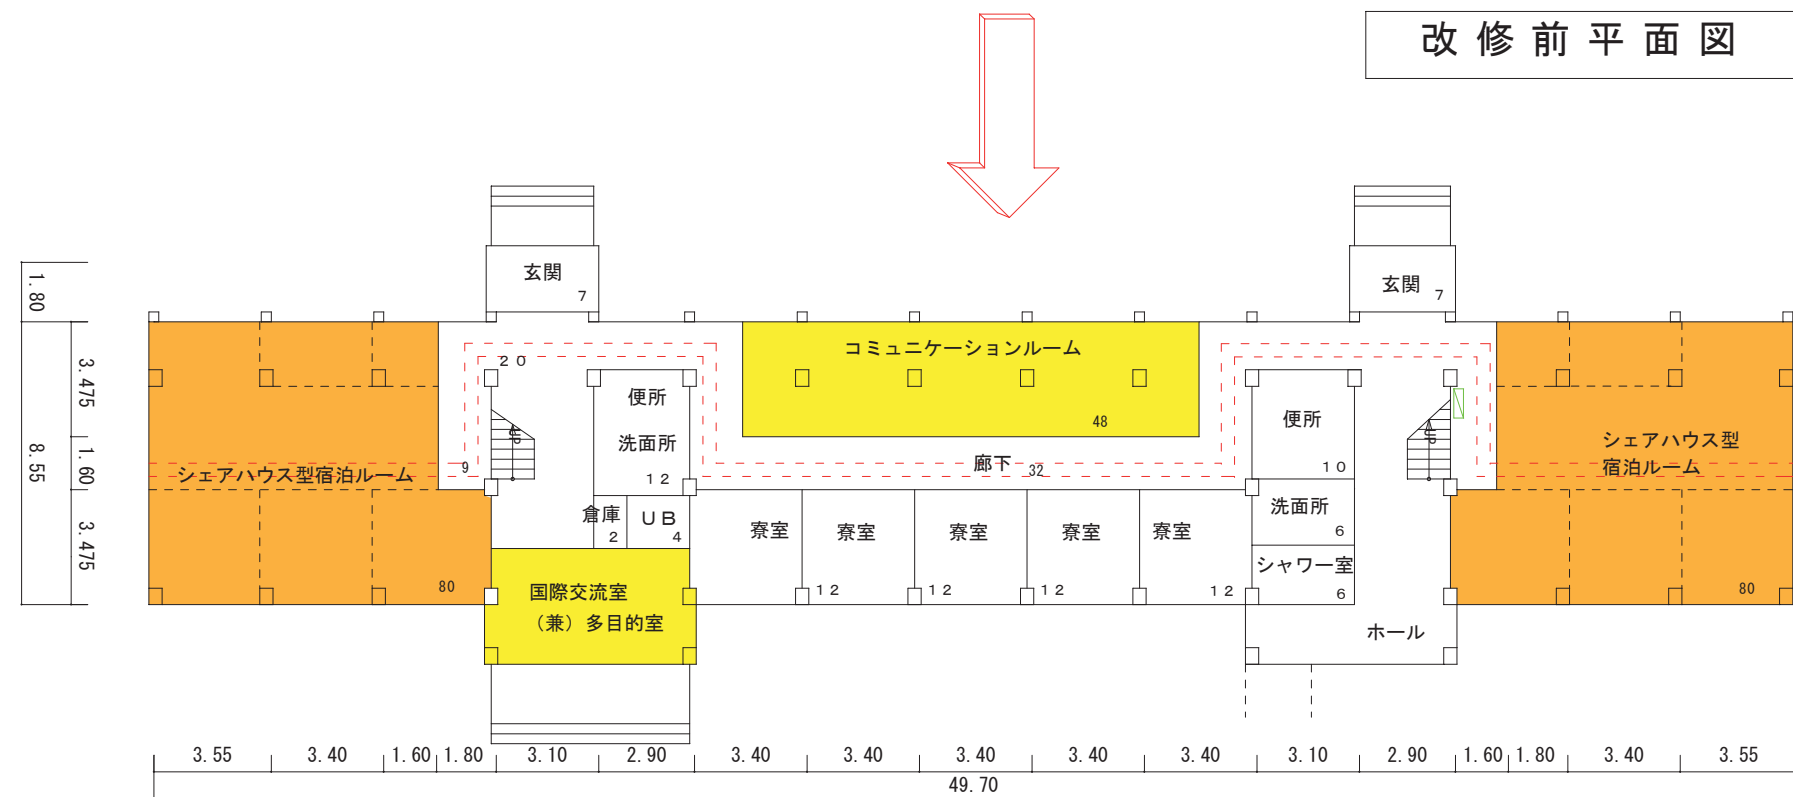 改修前平面図
玄関
7
玄関
7
1.80
3.475
8.55
1.60
3.475
コミュニケーションルーム
48
20
便所
洗面所
12
UP
9
シェアハウス型宿泊ルーム
80
倉庫
2
UB
4
国際交流室
（兼）多目的室
廊下
32
寮室
寮室
寮室
寮室
寮室
12
12
12
12
便所
10
洗面所
6
シャワー室
6
UP
ホール
シェアハウス型
宿泊ルーム
80
3.55 3.40 1.60 1.80 3.10 2.90 3.40 3.40 3.40 3.40 3.40 3.10 2.90 1.60 1.80 3.40 3.55
49.70